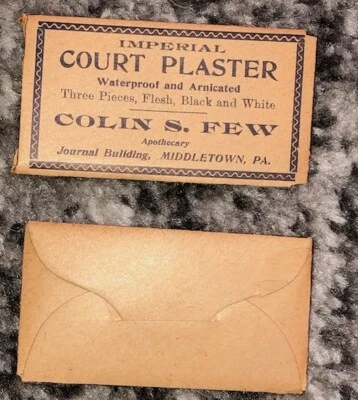 IMPERIAL
COURT PLASTER
Waterproof and Arnicated
Three Pieces, Flesh, Black and White
COLIN S. FEW
Apothecary
Journal Building, MIDDLETOWN, PA.